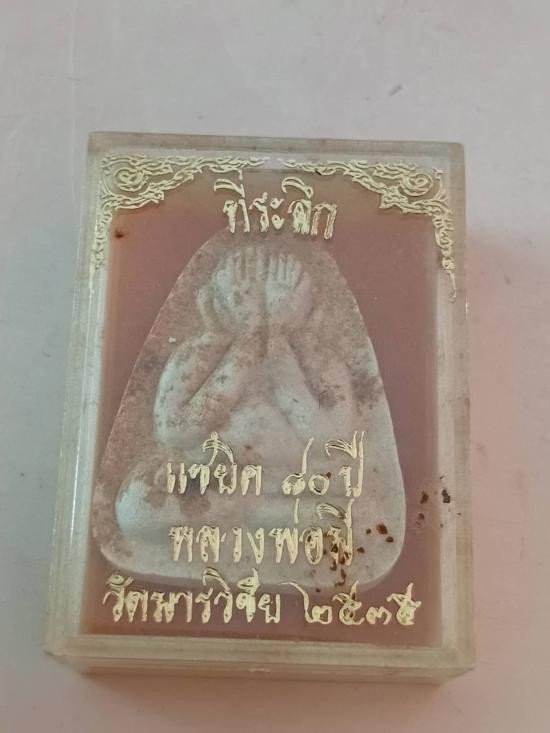 ที่ระลึก
แซยิด ๘๐ ปี
หลวงพ่อมี
วัดมารวิชัย ๒๕๓๕